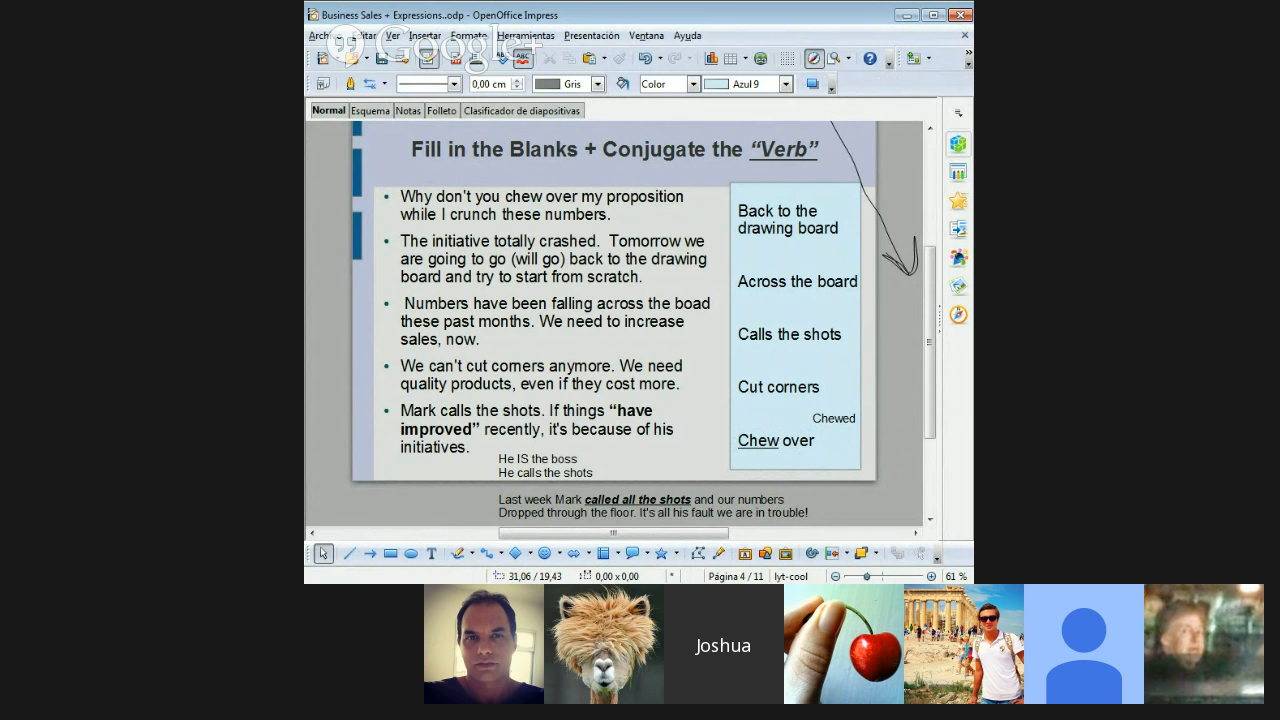 Business Sales + Expressions..odp - OpenOffice Impress
Google+
Archivo Editar Ver Insertar Formato Herramientas Presentación Ventana Ayuda
0,00 cm Gris Color Azul 9
Normal Esquema Notas Folleto Clasificador de diapositivas
Fill in the Blanks + Conjugate the “Verb”
• Why don't you chew over my proposition
while I crunch these numbers.
• The initiative totally crashed. Tomorrow we
are going to go (will go) back to the drawing
board and try to start from scratch.
• Numbers have been falling across the boad
these past months. We need to increase
sales, now.
• We can't cut corners anymore. We need
quality products, even if they cost more.
• Mark calls the shots. If things “have
improved” recently, it's because of his
initiatives.
He IS the boss
He calls the shots
Last week Mark called all the shots and our numbers
Dropped through the floor. It's all his fault we are in trouble!
Back to the
drawing board
Across the board
Calls the shots
Cut corners
Chewed
Chew over
31,06 / 19,43 0,00 x 0,00 * Página 4 / 11 lyt-cool 61 %
Joshua